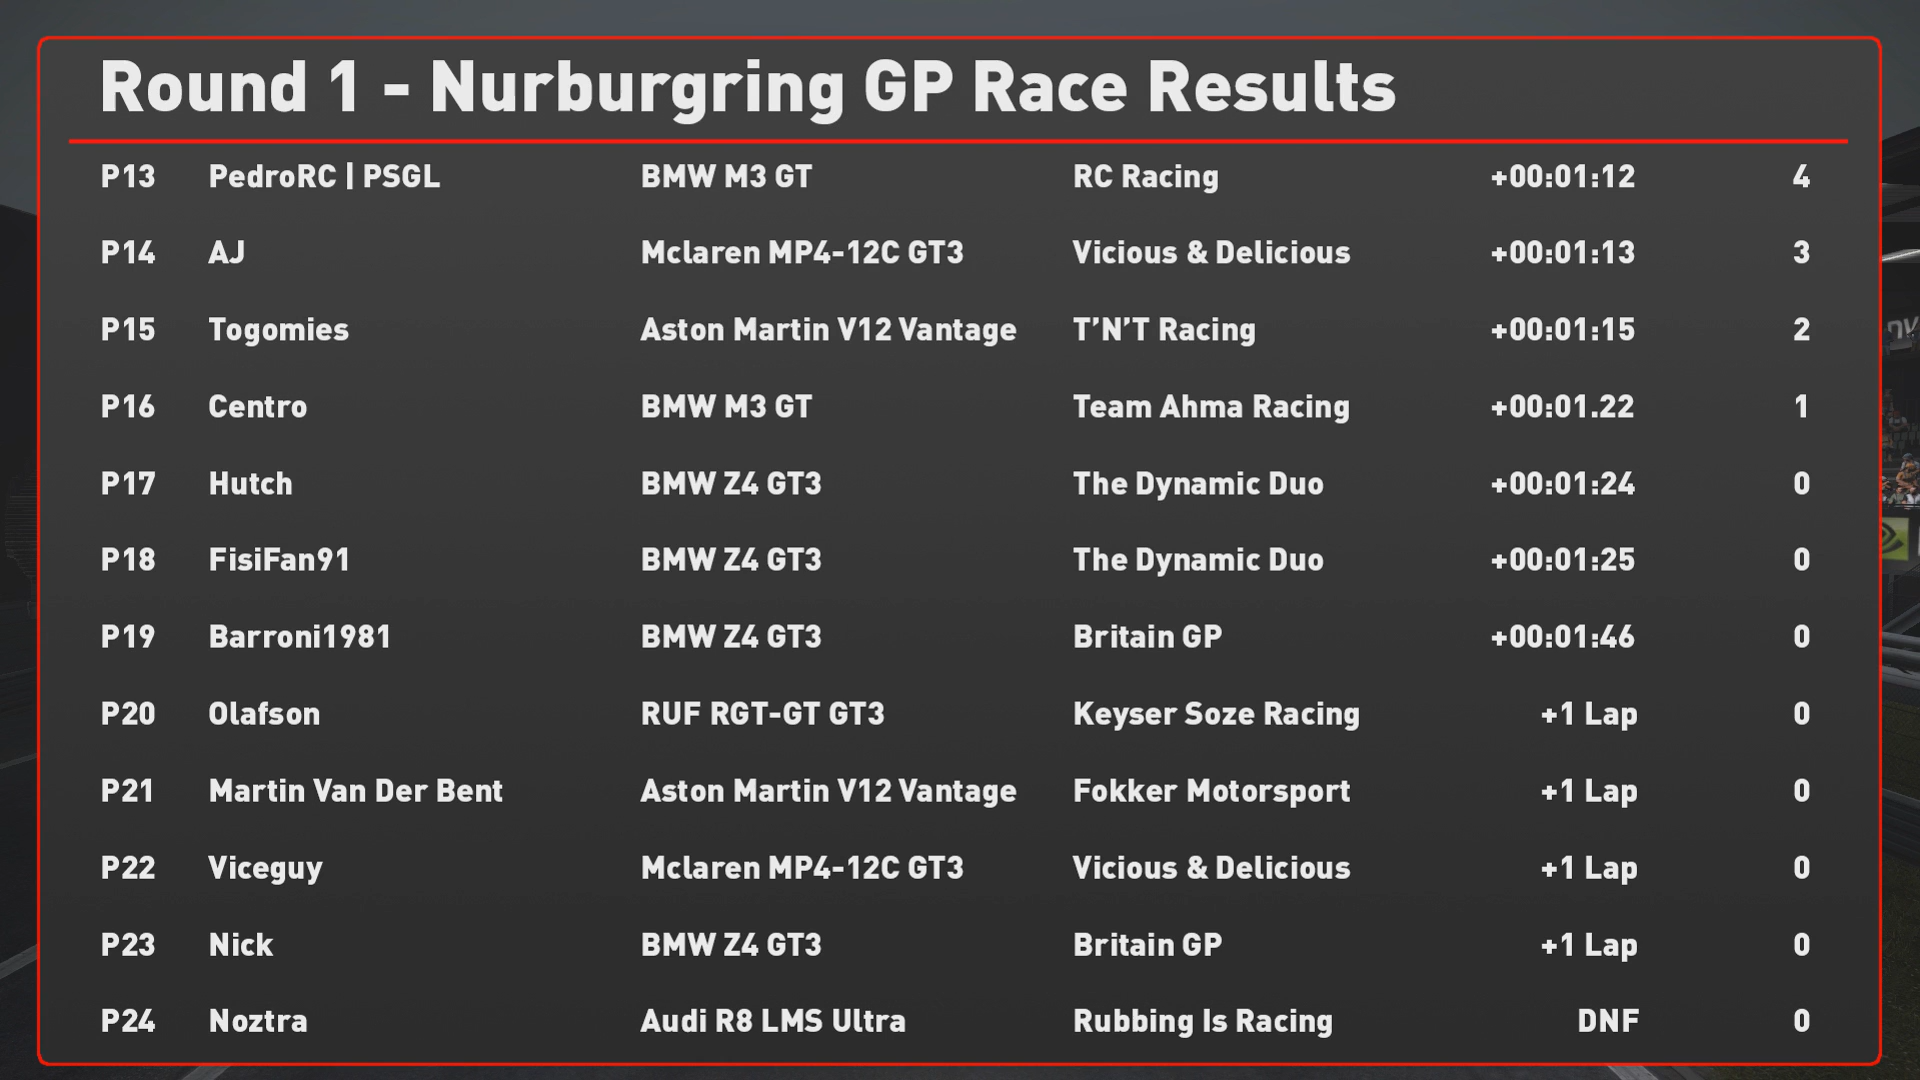 Round 1 - Nurburgring GP Race Results
P13 PedroRC | PSGL BMW M3 GT RC Racing +00:01:12 4
P14 AJ Mclaren MP4-12C GT3 Vicious & Delicious +00:01:13 3
P15 Togomies Aston Martin V12 Vantage T’N’T Racing +00:01:15 2
P16 Centro BMW M3 GT Team Ahma Racing +00:01.22 1
P17 Hutch BMW Z4 GT3 The Dynamic Duo +00:01:24 0
P18 FisiFan91 BMW Z4 GT3 The Dynamic Duo +00:01:25 0
P19 Barroni1981 BMW Z4 GT3 Britain GP +00:01:46 0
P20 Olafson RUF RGT-GT GT3 Keyser Soze Racing +1 Lap 0
P21 Martin Van Der Bent Aston Martin V12 Vantage Fokker Motorsport +1 Lap 0
P22 Viceguy Mclaren MP4-12C GT3 Vicious & Delicious +1 Lap 0
P23 Nick BMW Z4 GT3 Britain GP +1 Lap 0
P24 Noztra Audi R8 LMS Ultra Rubbing Is Racing DNF 0